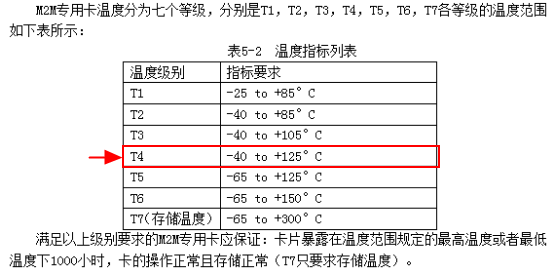 M2M专用卡温度分为七个等级，分别是T1，T2，T3，T4，T5，T6，T7各等级的温度范围
如下表所示：
表5-2 温度指标列表
温度级别 指标要求
T1 -25 to +85°C
T2 -40 to +85°C
T3 -40 to +105°C
T4 -40 to +125°C
T5 -65 to +125°C
T6 -65 to +150°C
T7(存储温度) -65 to +300°C
满足以上级别要求的M2M专用卡应保证：卡片暴露在温度范围规定的最高温度或者最低
温度下1000小时，卡的操作正常且存储正常（T7只要求存储温度）。